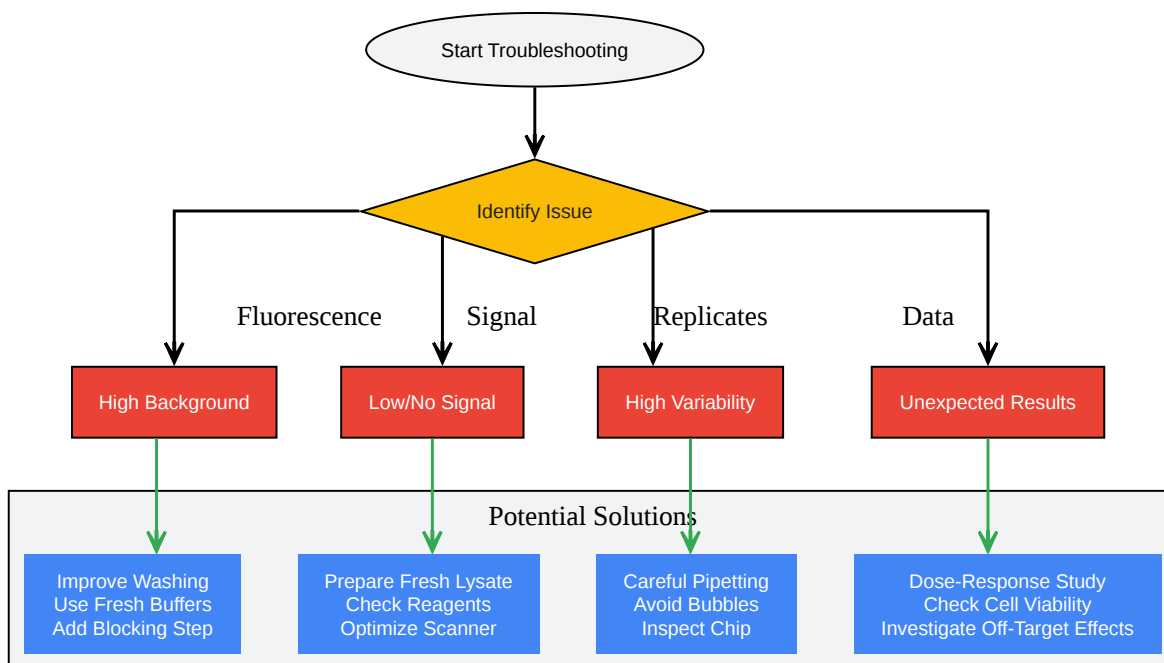 Start Troubleshooting
Identify Issue
Fluorescence
Signal
Replicates
Data
High Background
Low/No Signal
High Variability
Unexpected Results
Potential Solutions
Improve Washing
Use Fresh Buffers
Add Blocking Step
Prepare Fresh Lysate
Check Reagents
Optimize Scanner
Careful Pipetting
Avoid Bubbles
Inspect Chip
Dose-Response Study
Check Cell Viability
Investigate Off-Target Effects